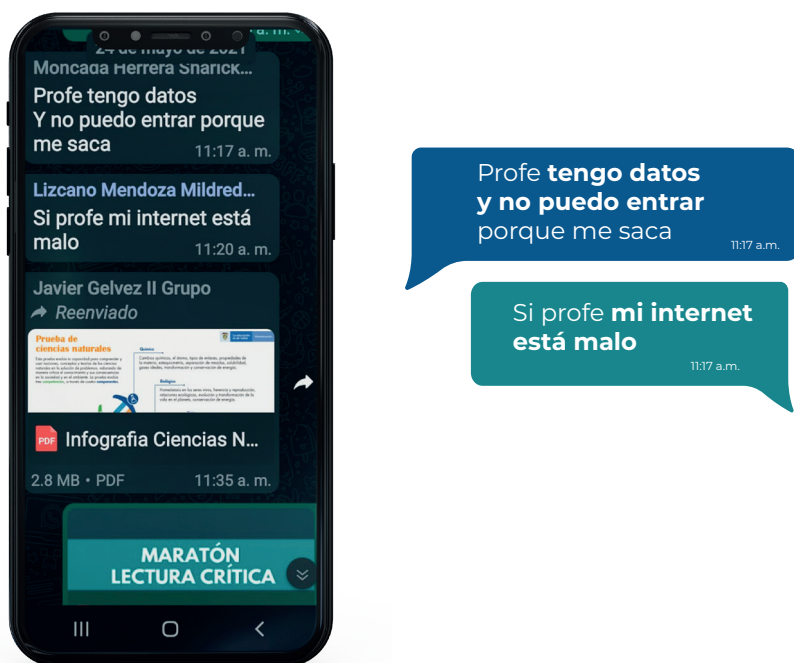 a. m.
24 de mayo de 2021
Moncada Herrera Sharick...
Profe tengo datos
Y no puedo entrar porque
me saca
11:17 a. m.
Lizcano Mendoza Mildred...
Si profe mi internet está
malo
11:20 a. m.
Javier Gelvez II Grupo
Reenviado
Prueba de
ciencias naturales
Química
Biológico
PDF
Infografia Ciencias N...
2.8 MB • PDF
11:35 a. m.
MARATÓN
LECTURA CRÍTICA
Profe tengo datos
y no puedo entrar
porque me saca
11:17 a.m.
Si profe mi internet
está malo
11:17 a.m.